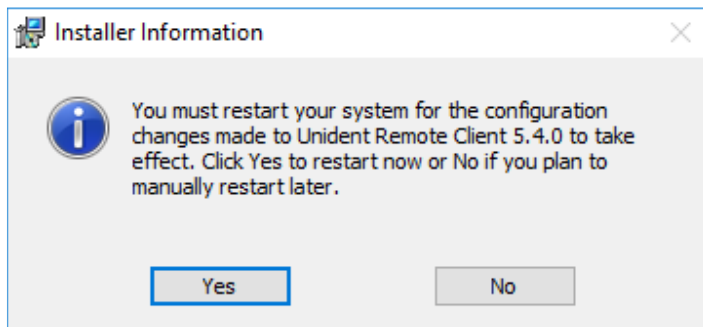 Installer Information
You must restart your system for the configuration
changes made to Unident Remote Client 5.4.0 to take
effect. Click Yes to restart now or No if you plan to
manually restart later.
Yes
No